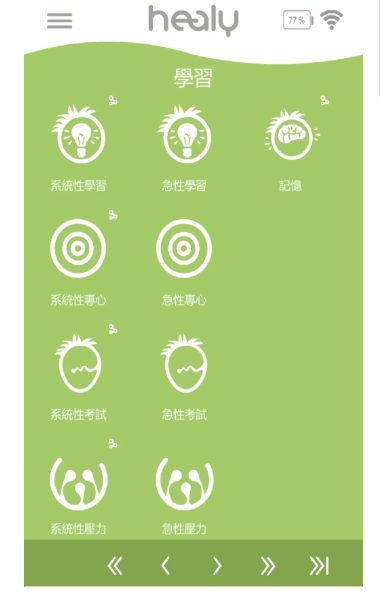 healy
77 %
學習
系統性學習 急性學習 記憶
系統性專心 急性專心
系統性考試 急性考試
系統性壓力 急性壓力